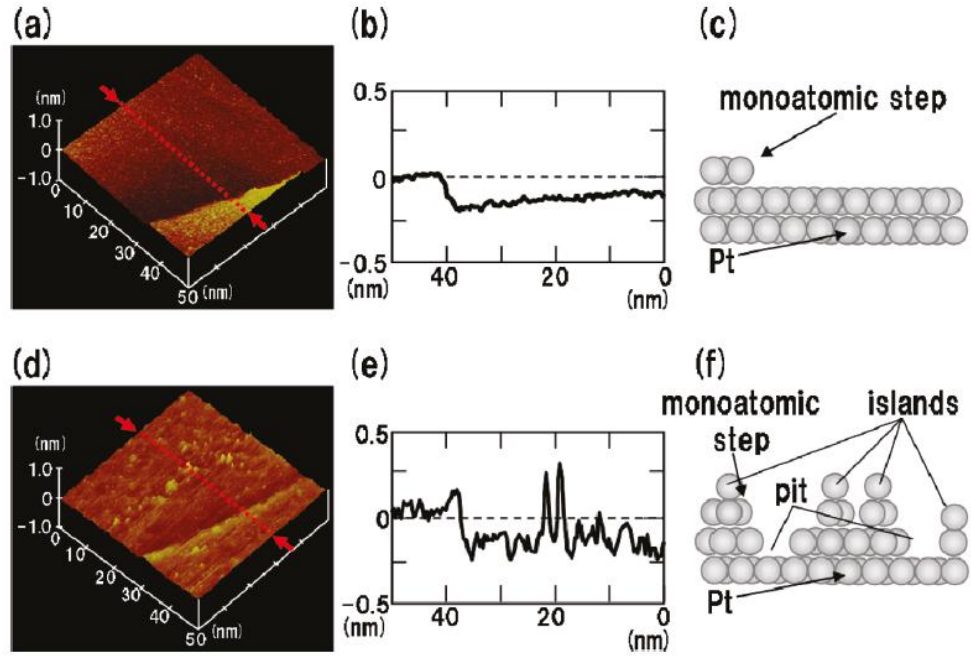 (a)
(nm)
1.0
0
-1.0
0
10
20
30
40
50 (nm)
(b)
0.5
0
-0.5
(nm)
40
20
0
(nm)
(c)
monoatomic step
Pt
(d)
(nm)
1.0
0
-1.0
0
10
20
30
40
50 (nm)
(e)
0.5
0
-0.5
(nm)
40
20
0
(nm)
(f)
monoatomic
step
islands
pit
Pt